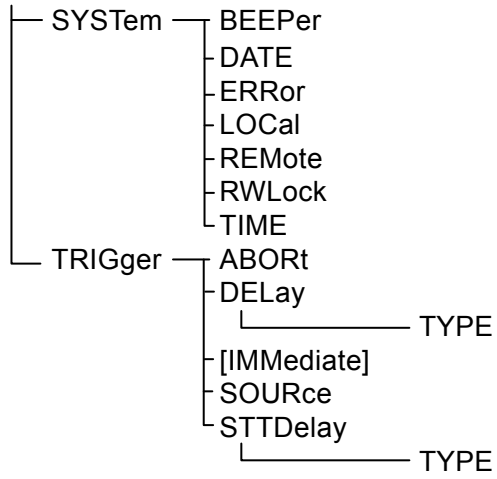 SYSTem BEEPer
DATE
ERRor
LOCal
REMote
RWLock
TIME
TRIGger ABORt
DELay
TYPE
[IMMediate]
SOURce
STTDelay
TYPE